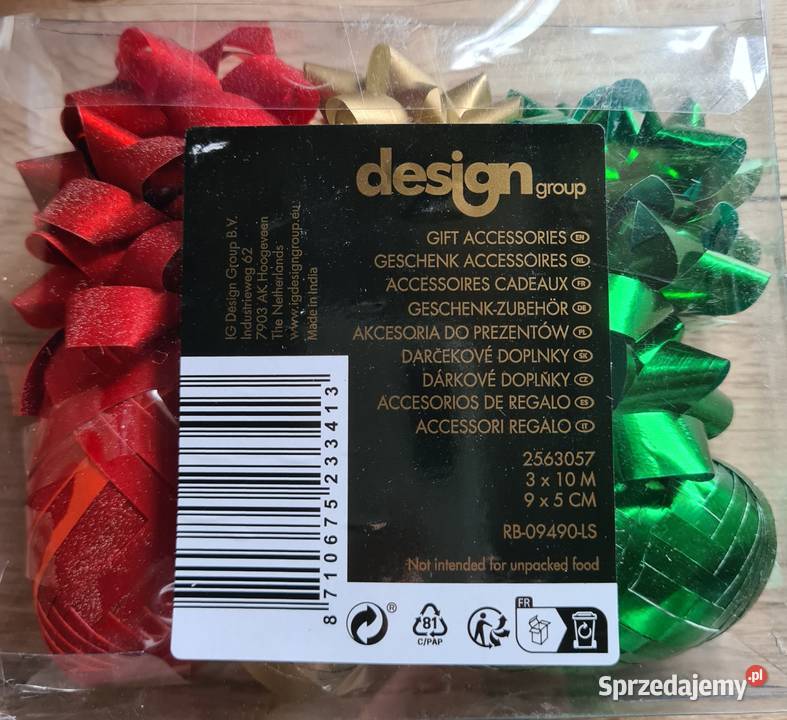 design group
GIFT ACCESSORIES EN
GESCHENK ACCESSOIRES NL
ACCESSOIRES CADEAUX FR
GESCHENK-ZUBEHÖR DE
AKCESORIA DO PREZENTÓW PL
DARČEKOVÉ DOPLNKY SK
DÁRKOVÉ DOPLŇKY CZ
ACCESORIOS DE REGALO ES
ACCESSORI REGALO IT
2563057
3 x 10 M
9 x 5 CM
RB-09490-LS
Not intended for unpacked food
IG Design Group B.V.
Industrieweg 62
7903 AK Hoogeveen
The Netherlands
www.igdesigngroup.eu
Made in India
8710675233413
®
81
C/PAP
FR
Sprzedajemy.pl